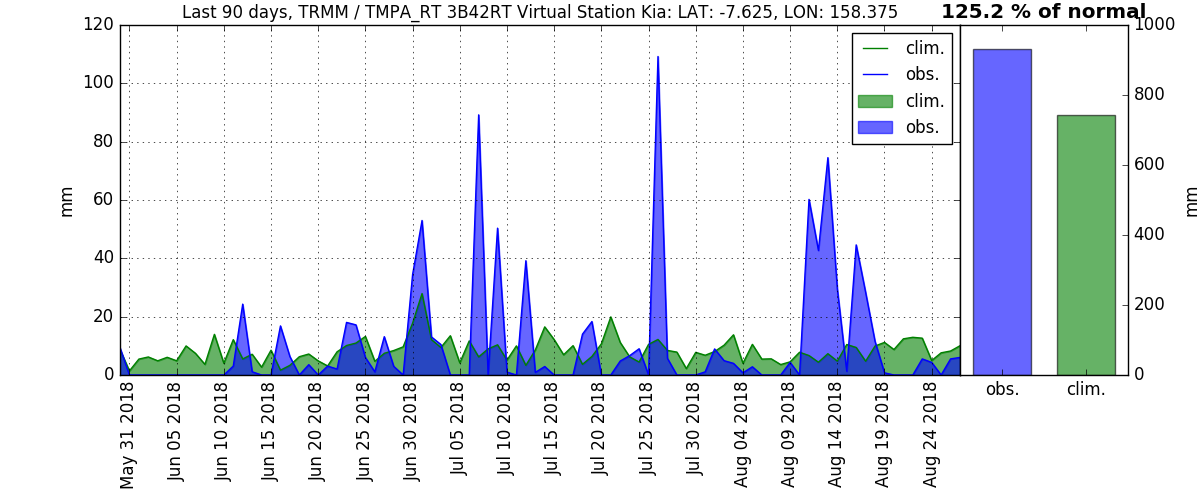 Last 90 days, TRMM / TMPA_RT 3B42RT Virtual Station Kia: LAT: -7.625, LON: 158.375
125.2 % of normal
120
100
80
60
40
20
0
mm
clim.
obs.
clim.
obs.
May 31 2018
Jun 05 2018
Jun 10 2018
Jun 15 2018
Jun 20 2018
Jun 25 2018
Jun 30 2018
Jul 05 2018
Jul 10 2018
Jul 15 2018
Jul 20 2018
Jul 25 2018
Jul 30 2018
Aug 04 2018
Aug 09 2018
Aug 14 2018
Aug 19 2018
Aug 24 2018
1000
800
600
400
200
0
mm
obs.
clim.